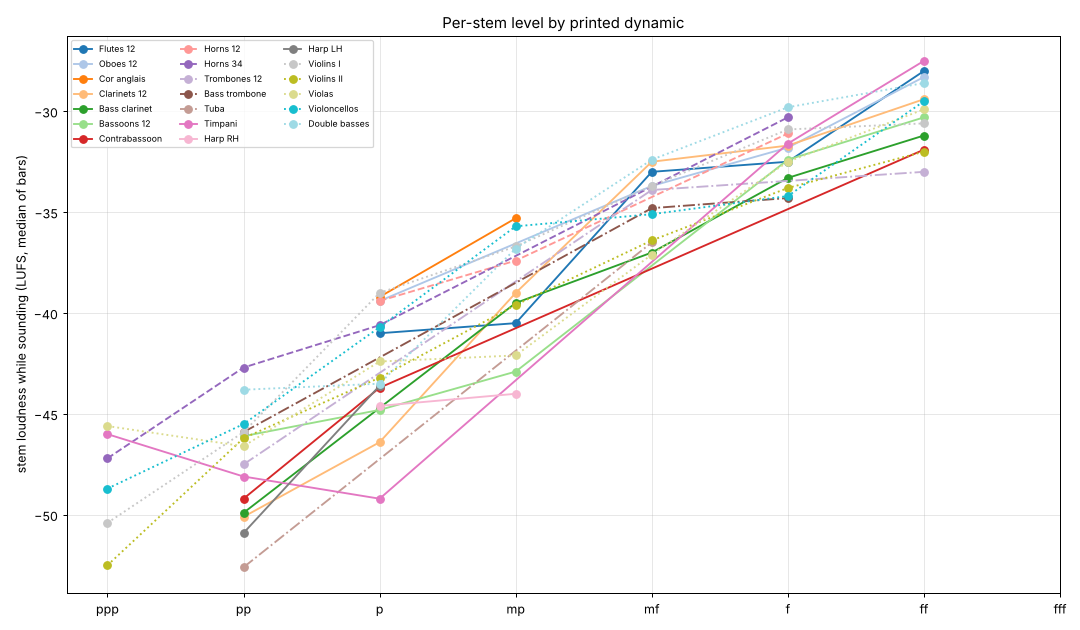 Per-stem level by printed dynamic
Flutes 12
Oboes 12
Cor anglais
Clarinets 12
Bass clarinet
Bassoons 12
Contrabassoon
Horns 12
Horns 34
Trombones 12
Bass trombone
Tuba
Timpani
Harp RH
Harp LH
Violins I
Violins II
Violas
Violoncellos
Double basses
stem loudness while sounding (LUFS, median of bars)
−30
−35
−40
−45
−50
ppp pp p mp mf f ff fff